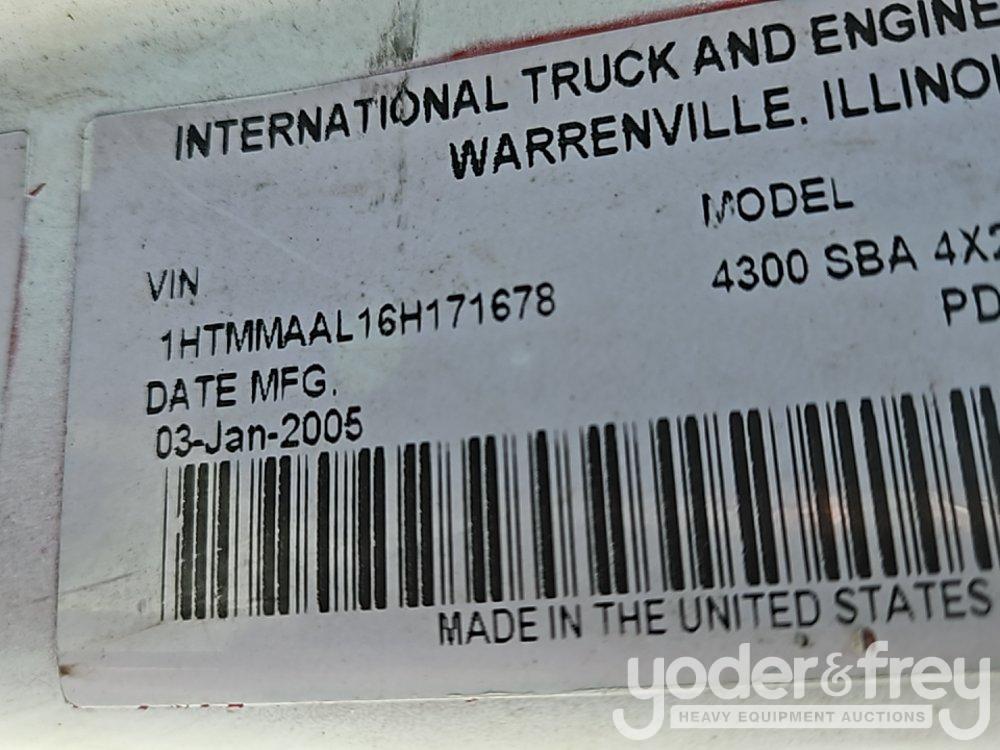 INTERNATIONAL TRUCK AND ENGINE
WARRENVILLE, ILLINOI
MODEL
VIN
4300 SBA 4X2
1HTMMAAL16H171678
PD
DATE MFG.
03-Jan-2005
MADE IN THE UNITED STATES
yoder&frey
HEAVY EQUIPMENT AUCTIONS